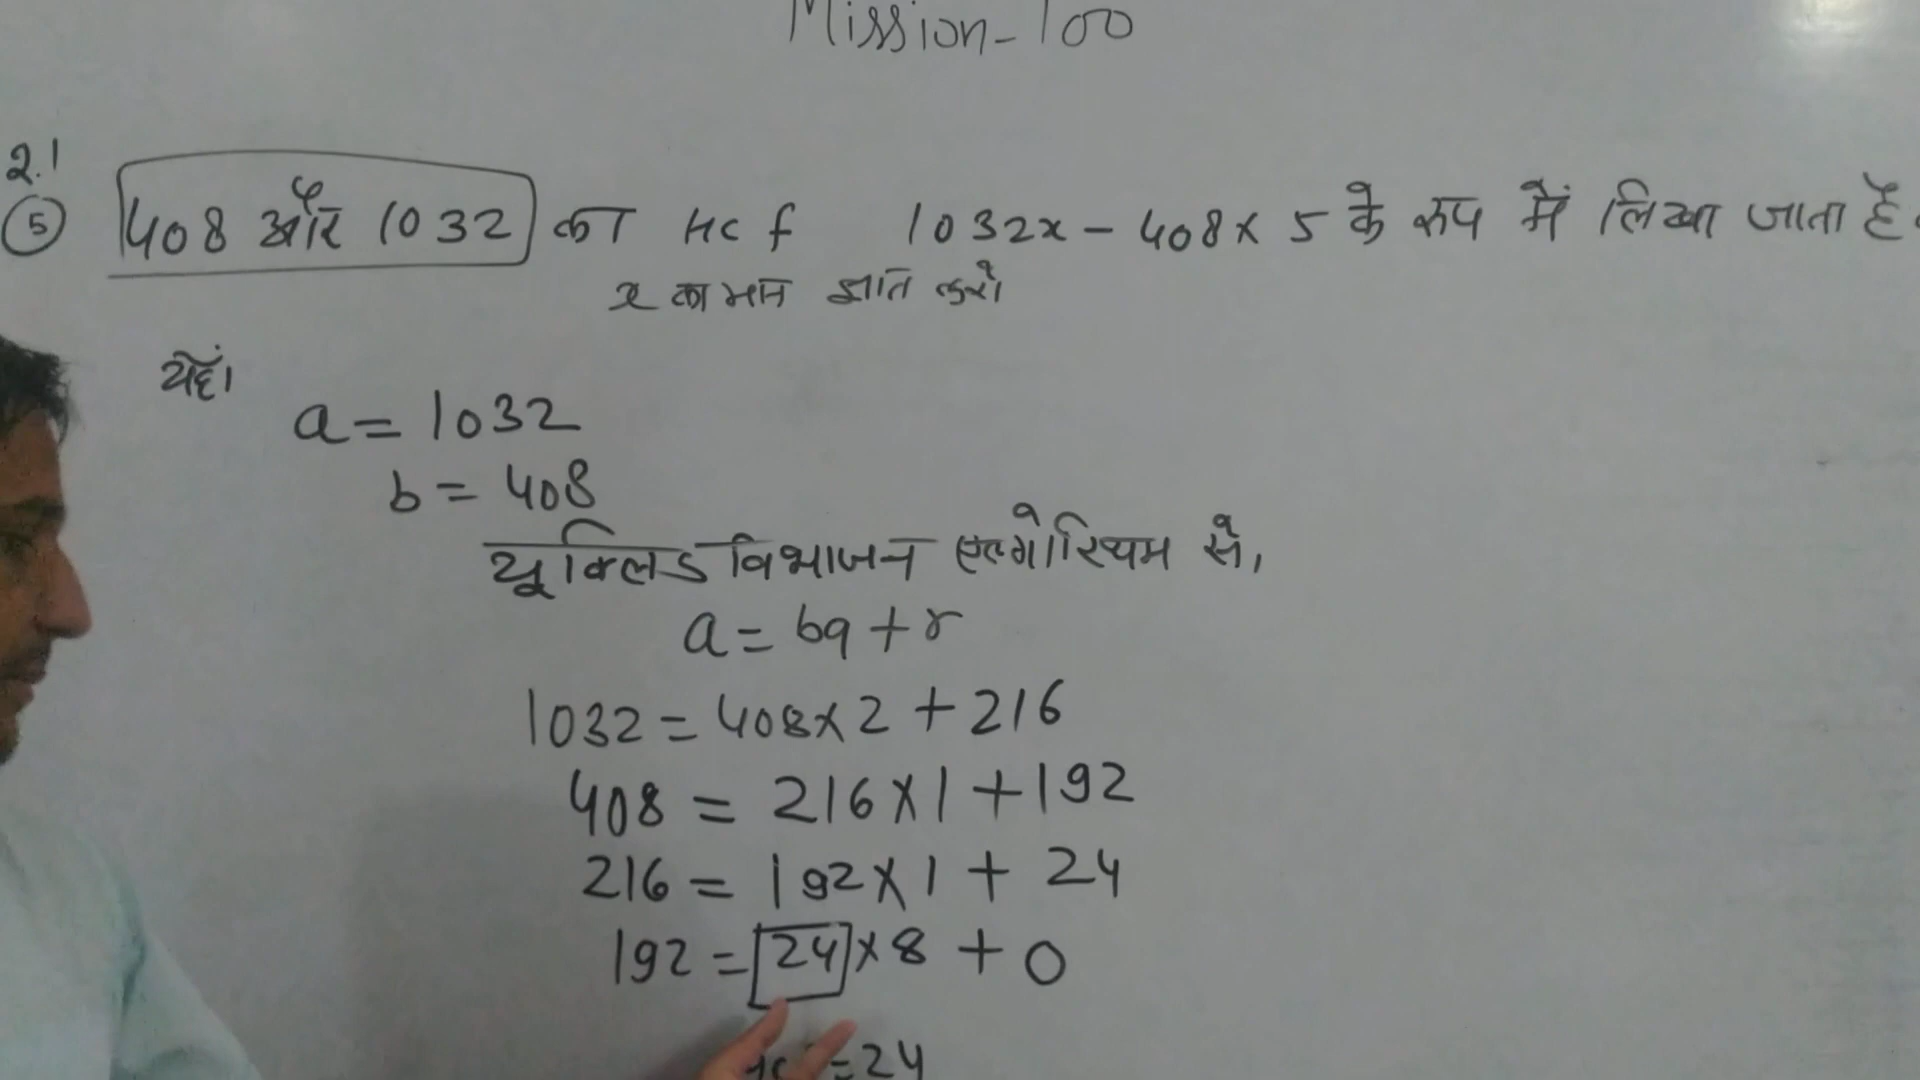 Mission-100
2.1
⑤ 408 और 1032 का HCf 1032x - 408 × 5 के रूप में लिखा जाता है
x का मान ज्ञात करो
यहाँ
a = 1032
b = 408
यूक्लिड विभाजन एल्गोरिथम से,
a = bq + r
1032 = 408 × 2 + 216
408 = 216 × 1 + 192
216 = 192 × 1 + 24
192 = 24 × 8 + 0
= 24